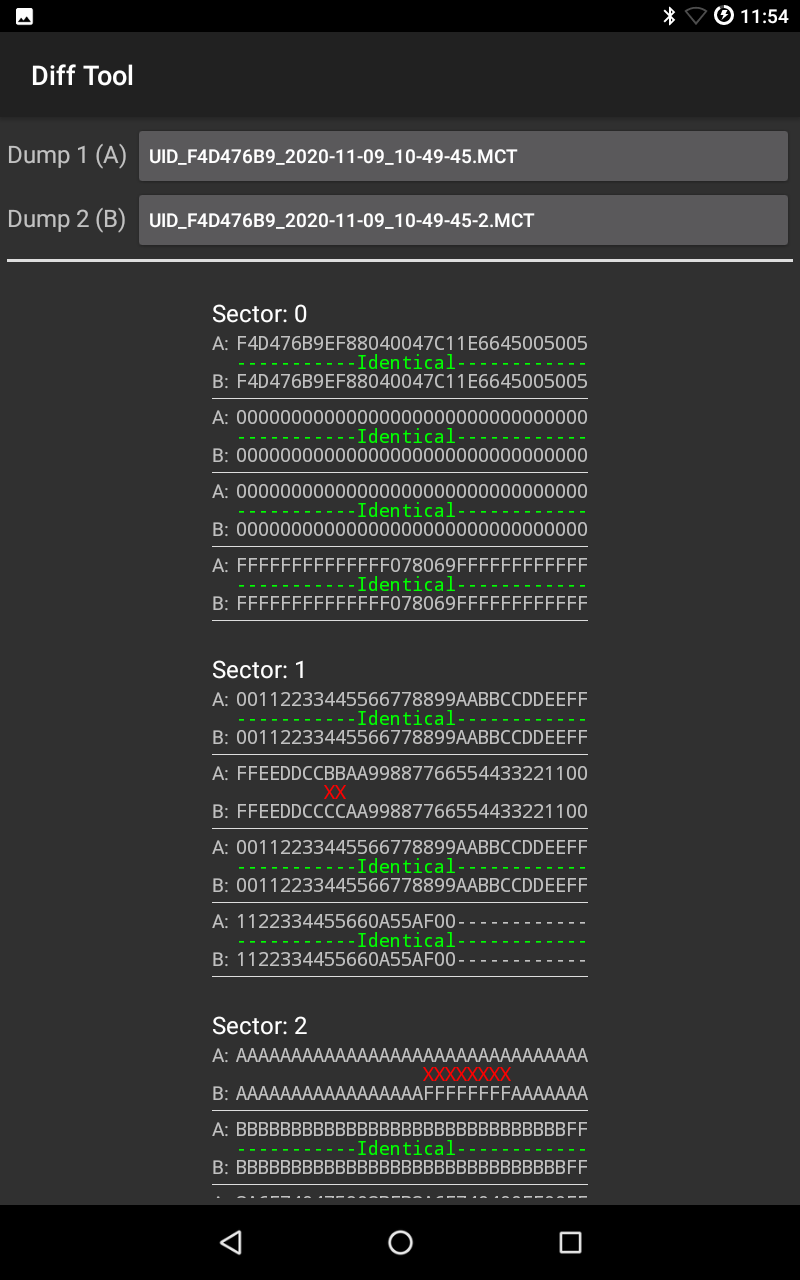 11:54
Diff Tool
Dump 1 (A) UID_F4D476B9_2020-11-09_10-49-45.MCT
Dump 2 (B) UID_F4D476B9_2020-11-09_10-49-45-2.MCT
Sector: 0
A: F4D476B9EF88040047C11E6645005005
-----------Identical------------
B: F4D476B9EF88040047C11E6645005005
A: 00000000000000000000000000000000
-----------Identical------------
B: 00000000000000000000000000000000
A: 00000000000000000000000000000000
-----------Identical------------
B: 00000000000000000000000000000000
A: FFFFFFFFFFFFFF078069FFFFFFFFFFFF
-----------Identical------------
B: FFFFFFFFFFFFFF078069FFFFFFFFFFFF
Sector: 1
A: 00112233445566778899AABBCCDDEEFF
-----------Identical------------
B: 00112233445566778899AABBCCDDEEFF
A: FFEEDDCCBBAA99887766554433221100
XX
B: FFEEDDCCCCAA99887766554433221100
A: 00112233445566778899AABBCCDDEEFF
-----------Identical------------
B: 00112233445566778899AABBCCDDEEFF
A: 1122334455660A55AF00------------
-----------Identical------------
B: 1122334455660A55AF00------------
Sector: 2
A: AAAAAAAAAAAAAAAAAAAAAAAAAAAAAAAA
XXXXXXXX
B: AAAAAAAAAAAAAAAAAFFFFFFFFAAAAAAA
A: BBBBBBBBBBBBBBBBBBBBBBBBBBBBBBFF
-----------Identical------------
B: BBBBBBBBBBBBBBBBBBBBBBBBBBBBBBFF